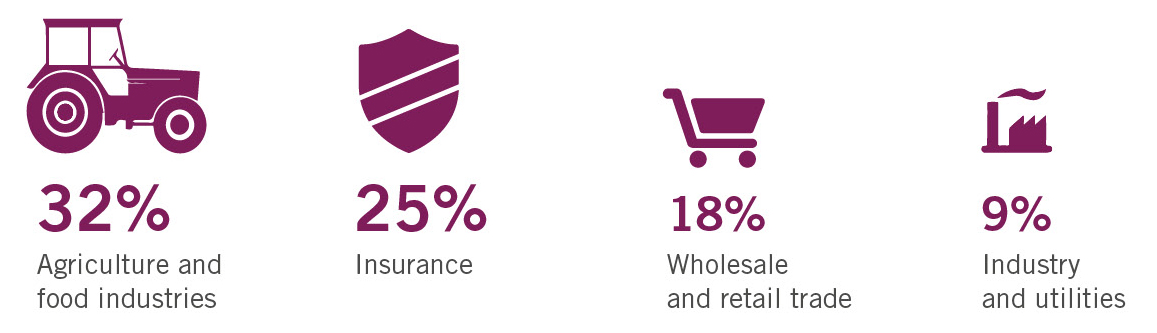 32%
Agriculture and
food industries
25%
Insurance
18%
Wholesale
and retail trade
9%
Industry
and utilities